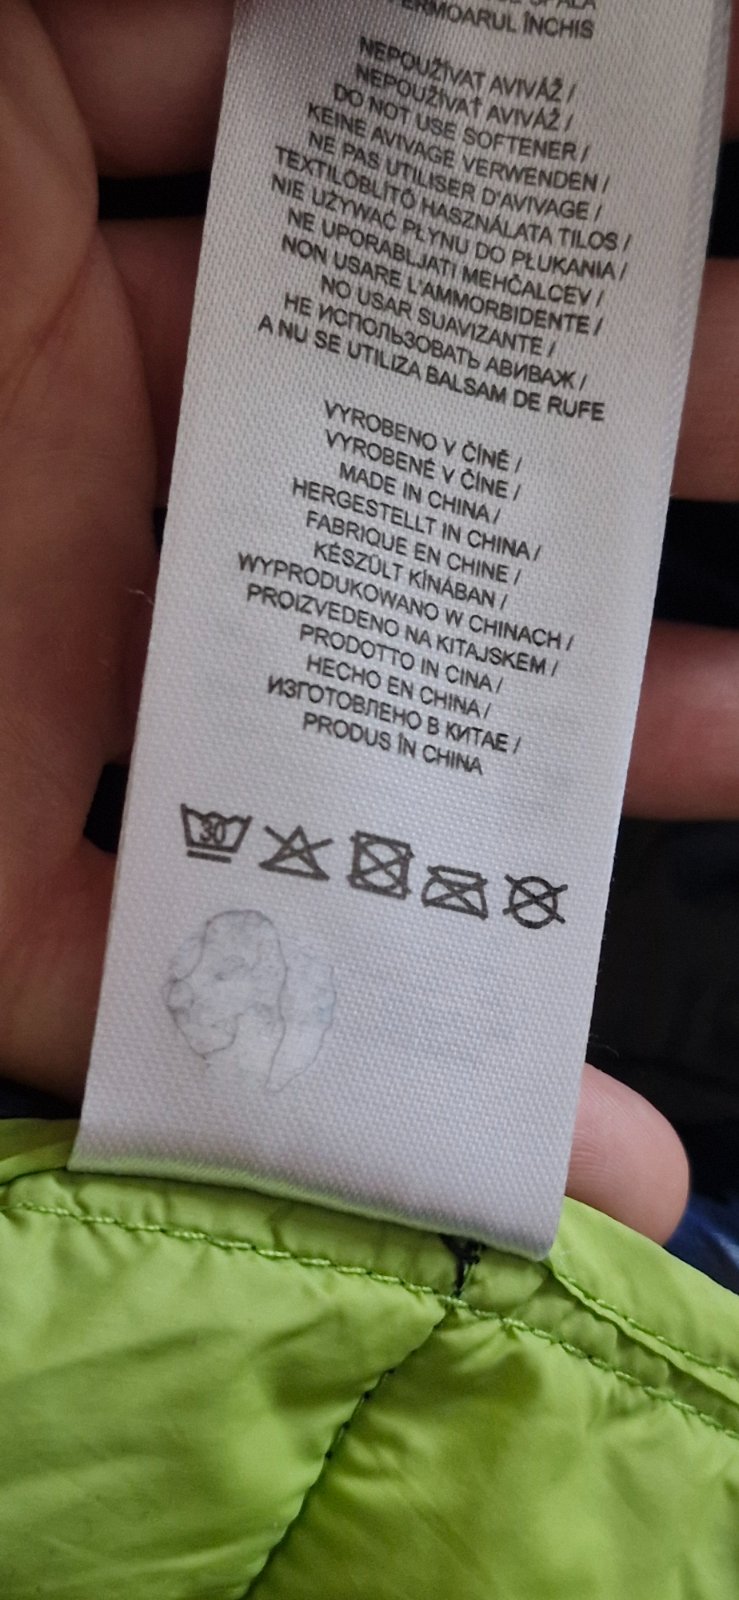 FERMOARUL ÎNCHIS
NEPOUŽÍVAT AVIVÁŽ /
NEPOUŽÍVAŤ AVIVÁŽ /
DO NOT USE SOFTENER /
KEINE AVIVAGE VERWENDEN /
NE PAS UTILISER D'AVIVAGE /
TEXTILÖBLÍTŐ HASZNÁLATA TILOS /
NIE UŻYWAĆ PŁYNU DO PŁUKANIA /
NE UPORABLJATI MEHČALCEV /
NON USARE L'AMMORBIDENTE /
NO USAR SUAVIZANTE /
НЕ ИСПОЛЬЗОВАТЬ АВИВАЖ /
A NU SE UTILIZA BALSAM DE RUFE
VYROBENO V ČÍNĚ /
VYROBENÉ V ČÍNE /
MADE IN CHINA /
HERGESTELLT IN CHINA /
FABRIQUE EN CHINE /
KÉSZÜLT KÍNÁBAN /
WYPRODUKOWANO W CHINACH /
PROIZVEDENO NA KITAJSKEM /
PRODOTTO IN CINA /
HECHO EN CHINA /
ИЗГОТОВЛЕНО В КИТАЕ /
PRODUS ÎN CHINA
30